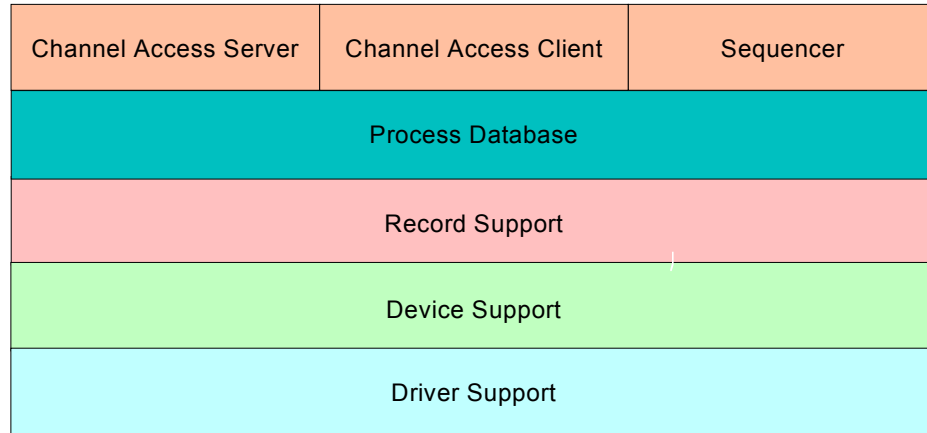 Channel Access Server
Channel Access Client
Sequencer
Process Database
Record Support
Device Support
Driver Support